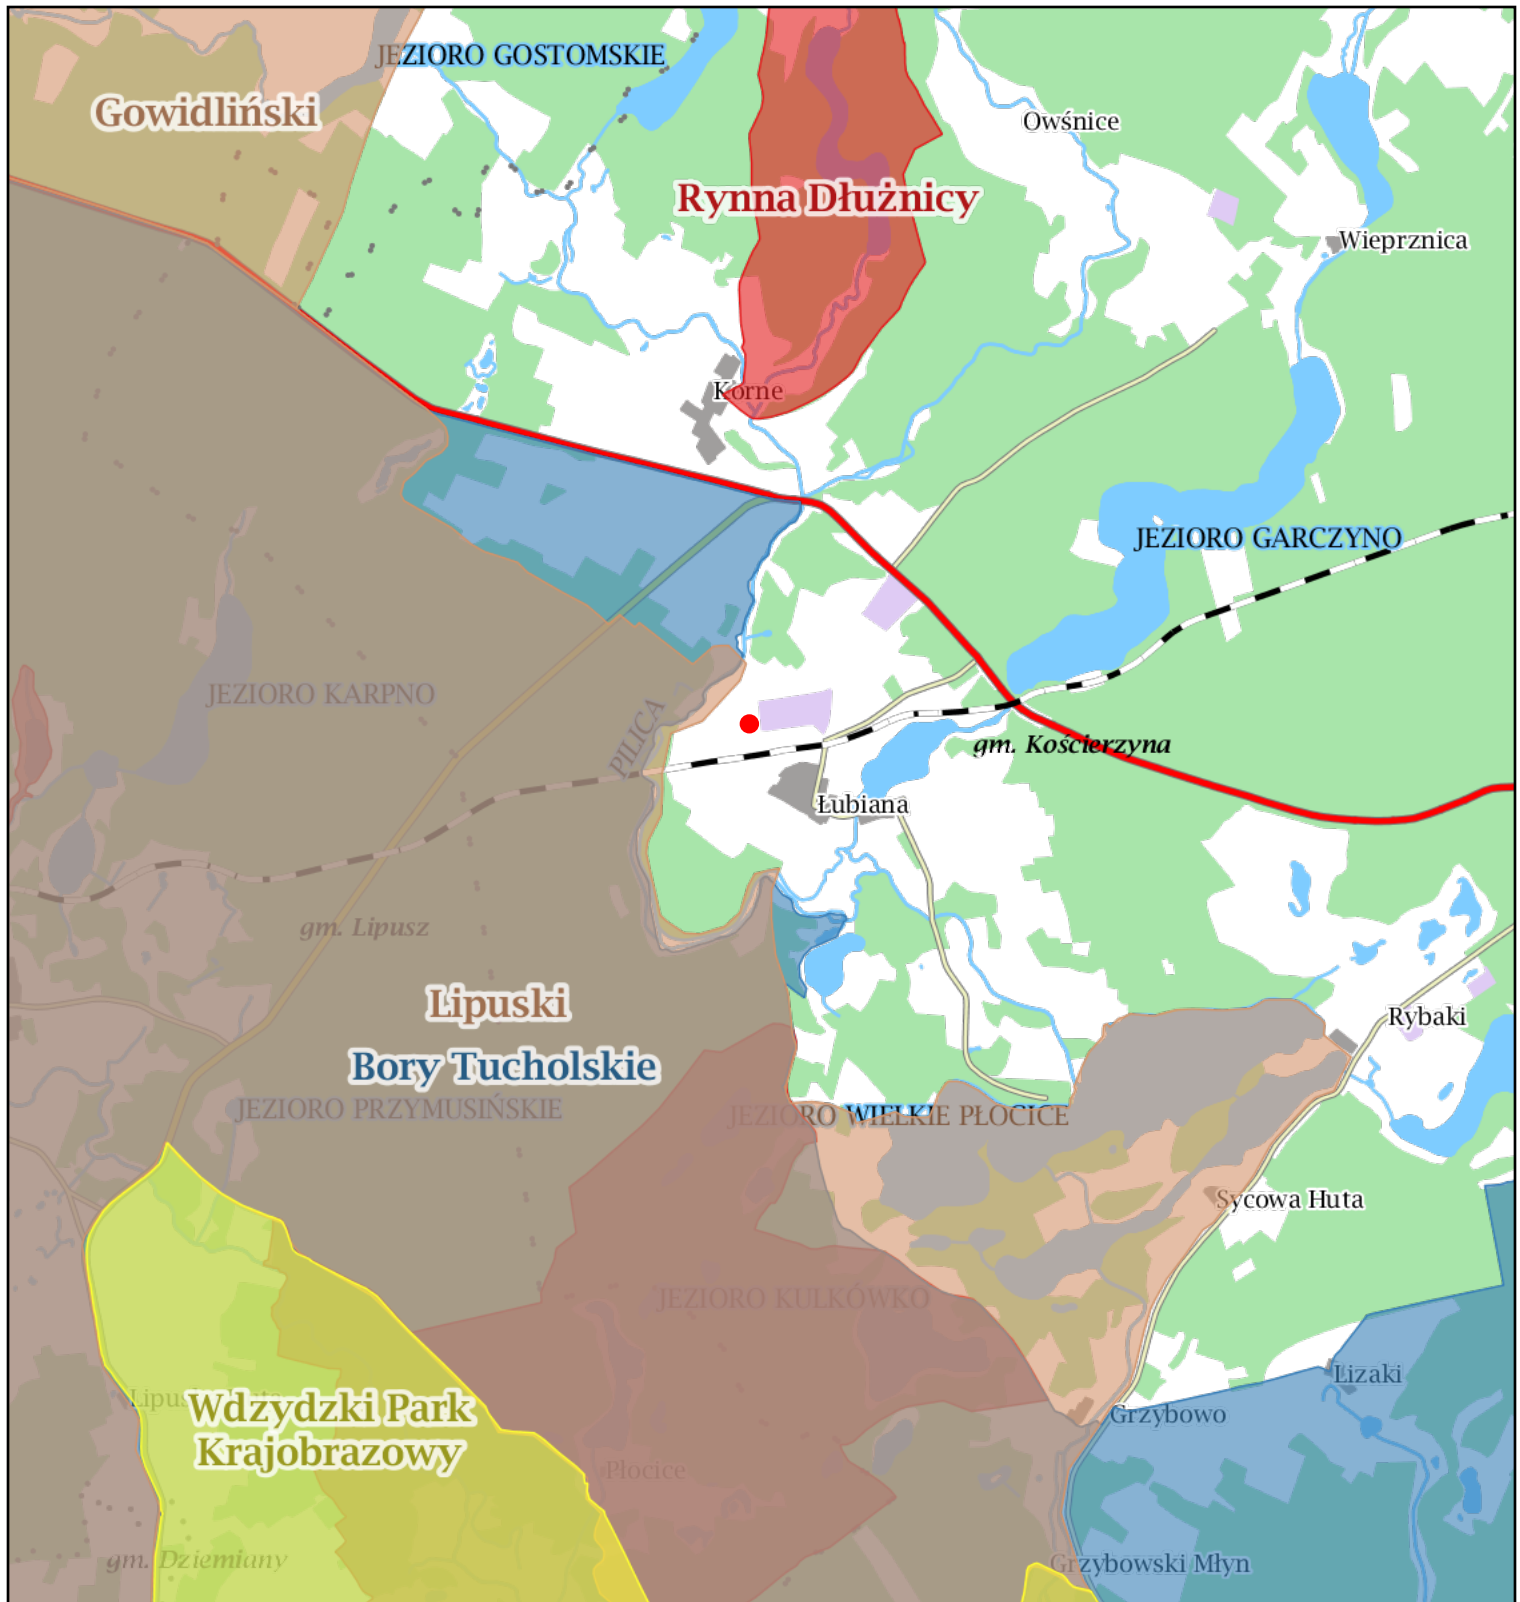 JEZIORO GOSTOMSKIE
Gowidliński
Owśnice
Rynna Dłużnicy
Wieprznica
Korne
JEZIORO GARCZYNO
JEZIORO KARPNO
PILICA
gm. Kościerzyna
Łubiana
gm. Lipusz
Lipuski
Rybaki
Bory Tucholskie
JEZIORO PRZYMUSIŃSKIE
JEZIORO WIELKIE PŁOCICE
Sycowa Huta
JEZIORO KULKÓWKO
Lizaki
Wdzydzki Park
Krajobrazowy
Grzybowo
Płocice
gm. Dziemiany
Grzybowski Młyn